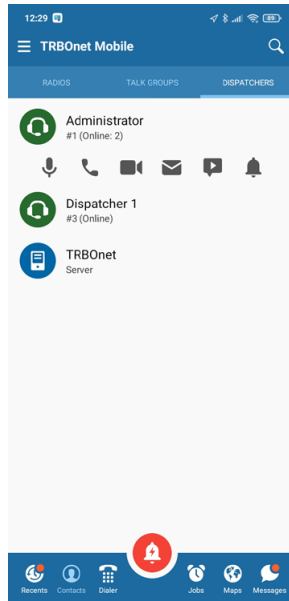 12:29
89
TRBOnet Mobile
RADIOS TALK GROUPS DISPATCHERS
Administrator
#1 (Online: 2)
Dispatcher 1
#3 (Online)
TRBOnet
Server
Recents Contacts Dialer Jobs Maps Messages